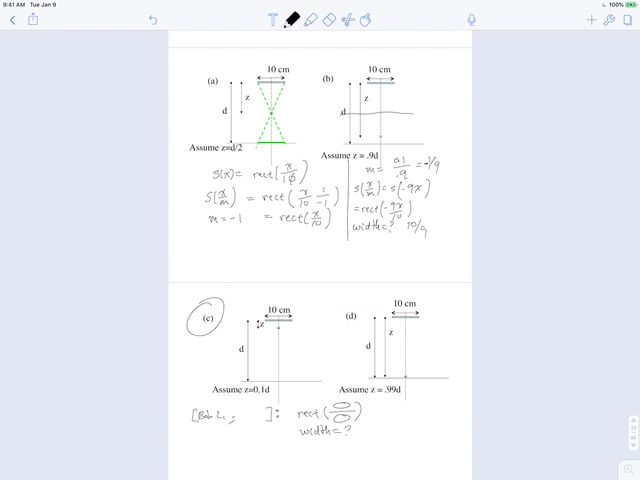 9:41 AM Tue Jan 9
100%
10 cm
(a)
z
d
Assume z=d/2
10 cm
(b)
d
z
Assume z = .9d
s(x) = rect(x/10)
s(x/m) = rect(x/10 1/-1)
m = -1 = rect(x/10)
m = .1/.9 = -1/9
s(x/m) = s(-9x)
= rect(-9x/10)
width = ? 10/9
(c)
10 cm
z
d
Assume z=0.1d
10 cm
(d)
d
z
Assume z = .99d
]: rect(
width = ?